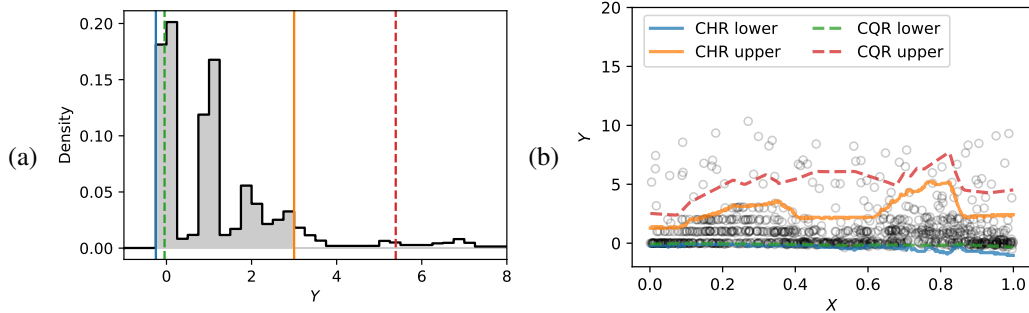 (a)
Density
0.20
0.15
0.10
0.05
0.00
0 2 4 6 8
Y
(b)
Y
20
15
10
5
0
CHR lower CQR lower
CHR upper CQR upper
0.0 0.2 0.4 0.6 0.8 1.0
X